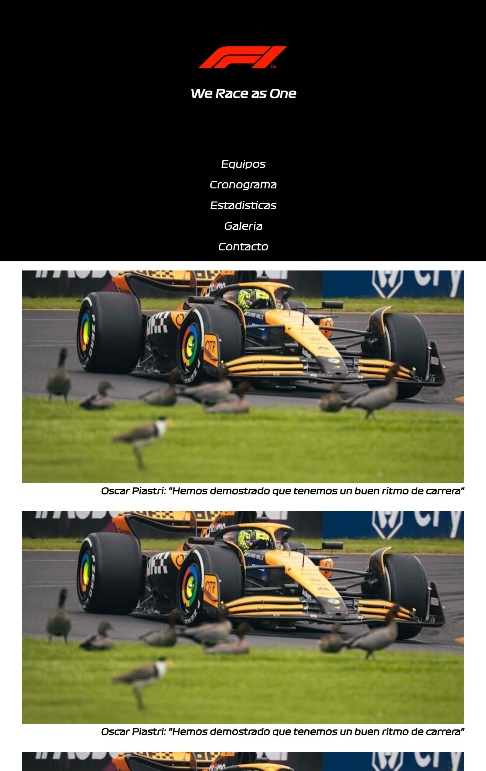 F1
We Race as One
Equipos
Cronograma
Estadísticas
Galeria
Contacto
Oscar Piastri: "Hemos demostrado que tenemos un buen ritmo de carrera"
Oscar Piastri: "Hemos demostrado que tenemos un buen ritmo de carrera"